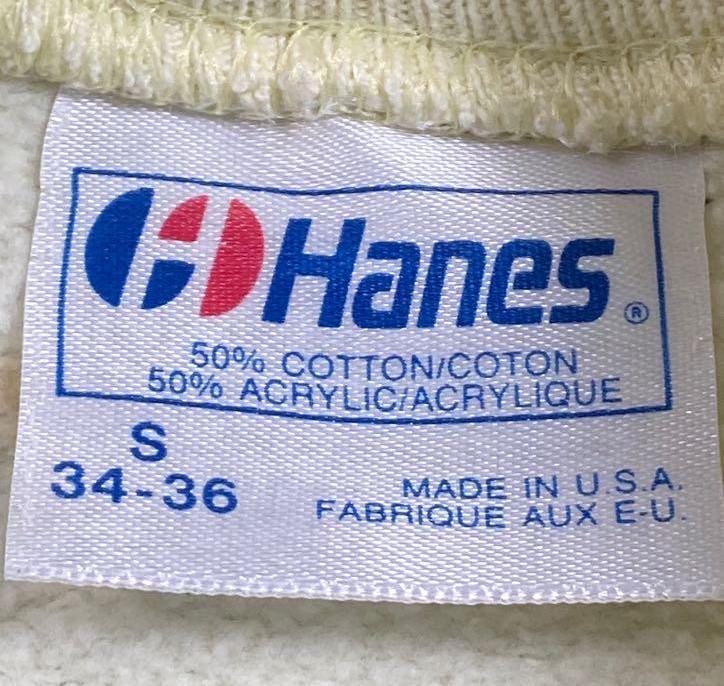 Hanes®
50% COTTON/COTON
50% ACRYLIC/ACRYLIQUE
S
34-36
MADE IN U.S.A.
FABRIQUE AUX E-U.